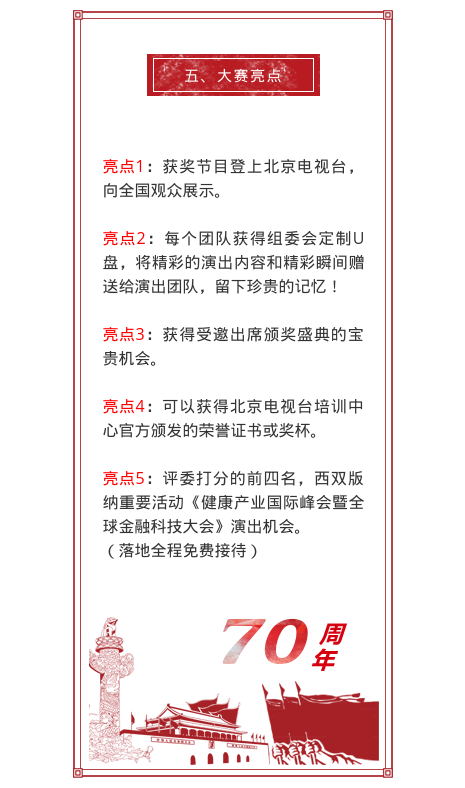 五、大赛亮点
亮点1：获奖节目登上北京电视台，
向全国观众展示。
亮点2：每个团队获得组委会定制U
盘，将精彩的演出内容和精彩瞬间赠
送给演出团队，留下珍贵的记忆！
亮点3：获得受邀出席颁奖盛典的宝
贵机会。
亮点4：可以获得北京电视台培训中
心官方颁发的荣誉证书或奖杯。
亮点5：评委打分的前四名，西双版
纳重要活动《健康产业国际峰会暨全
球金融科技大会》演出机会。
（落地全程免费接待）
70周
年